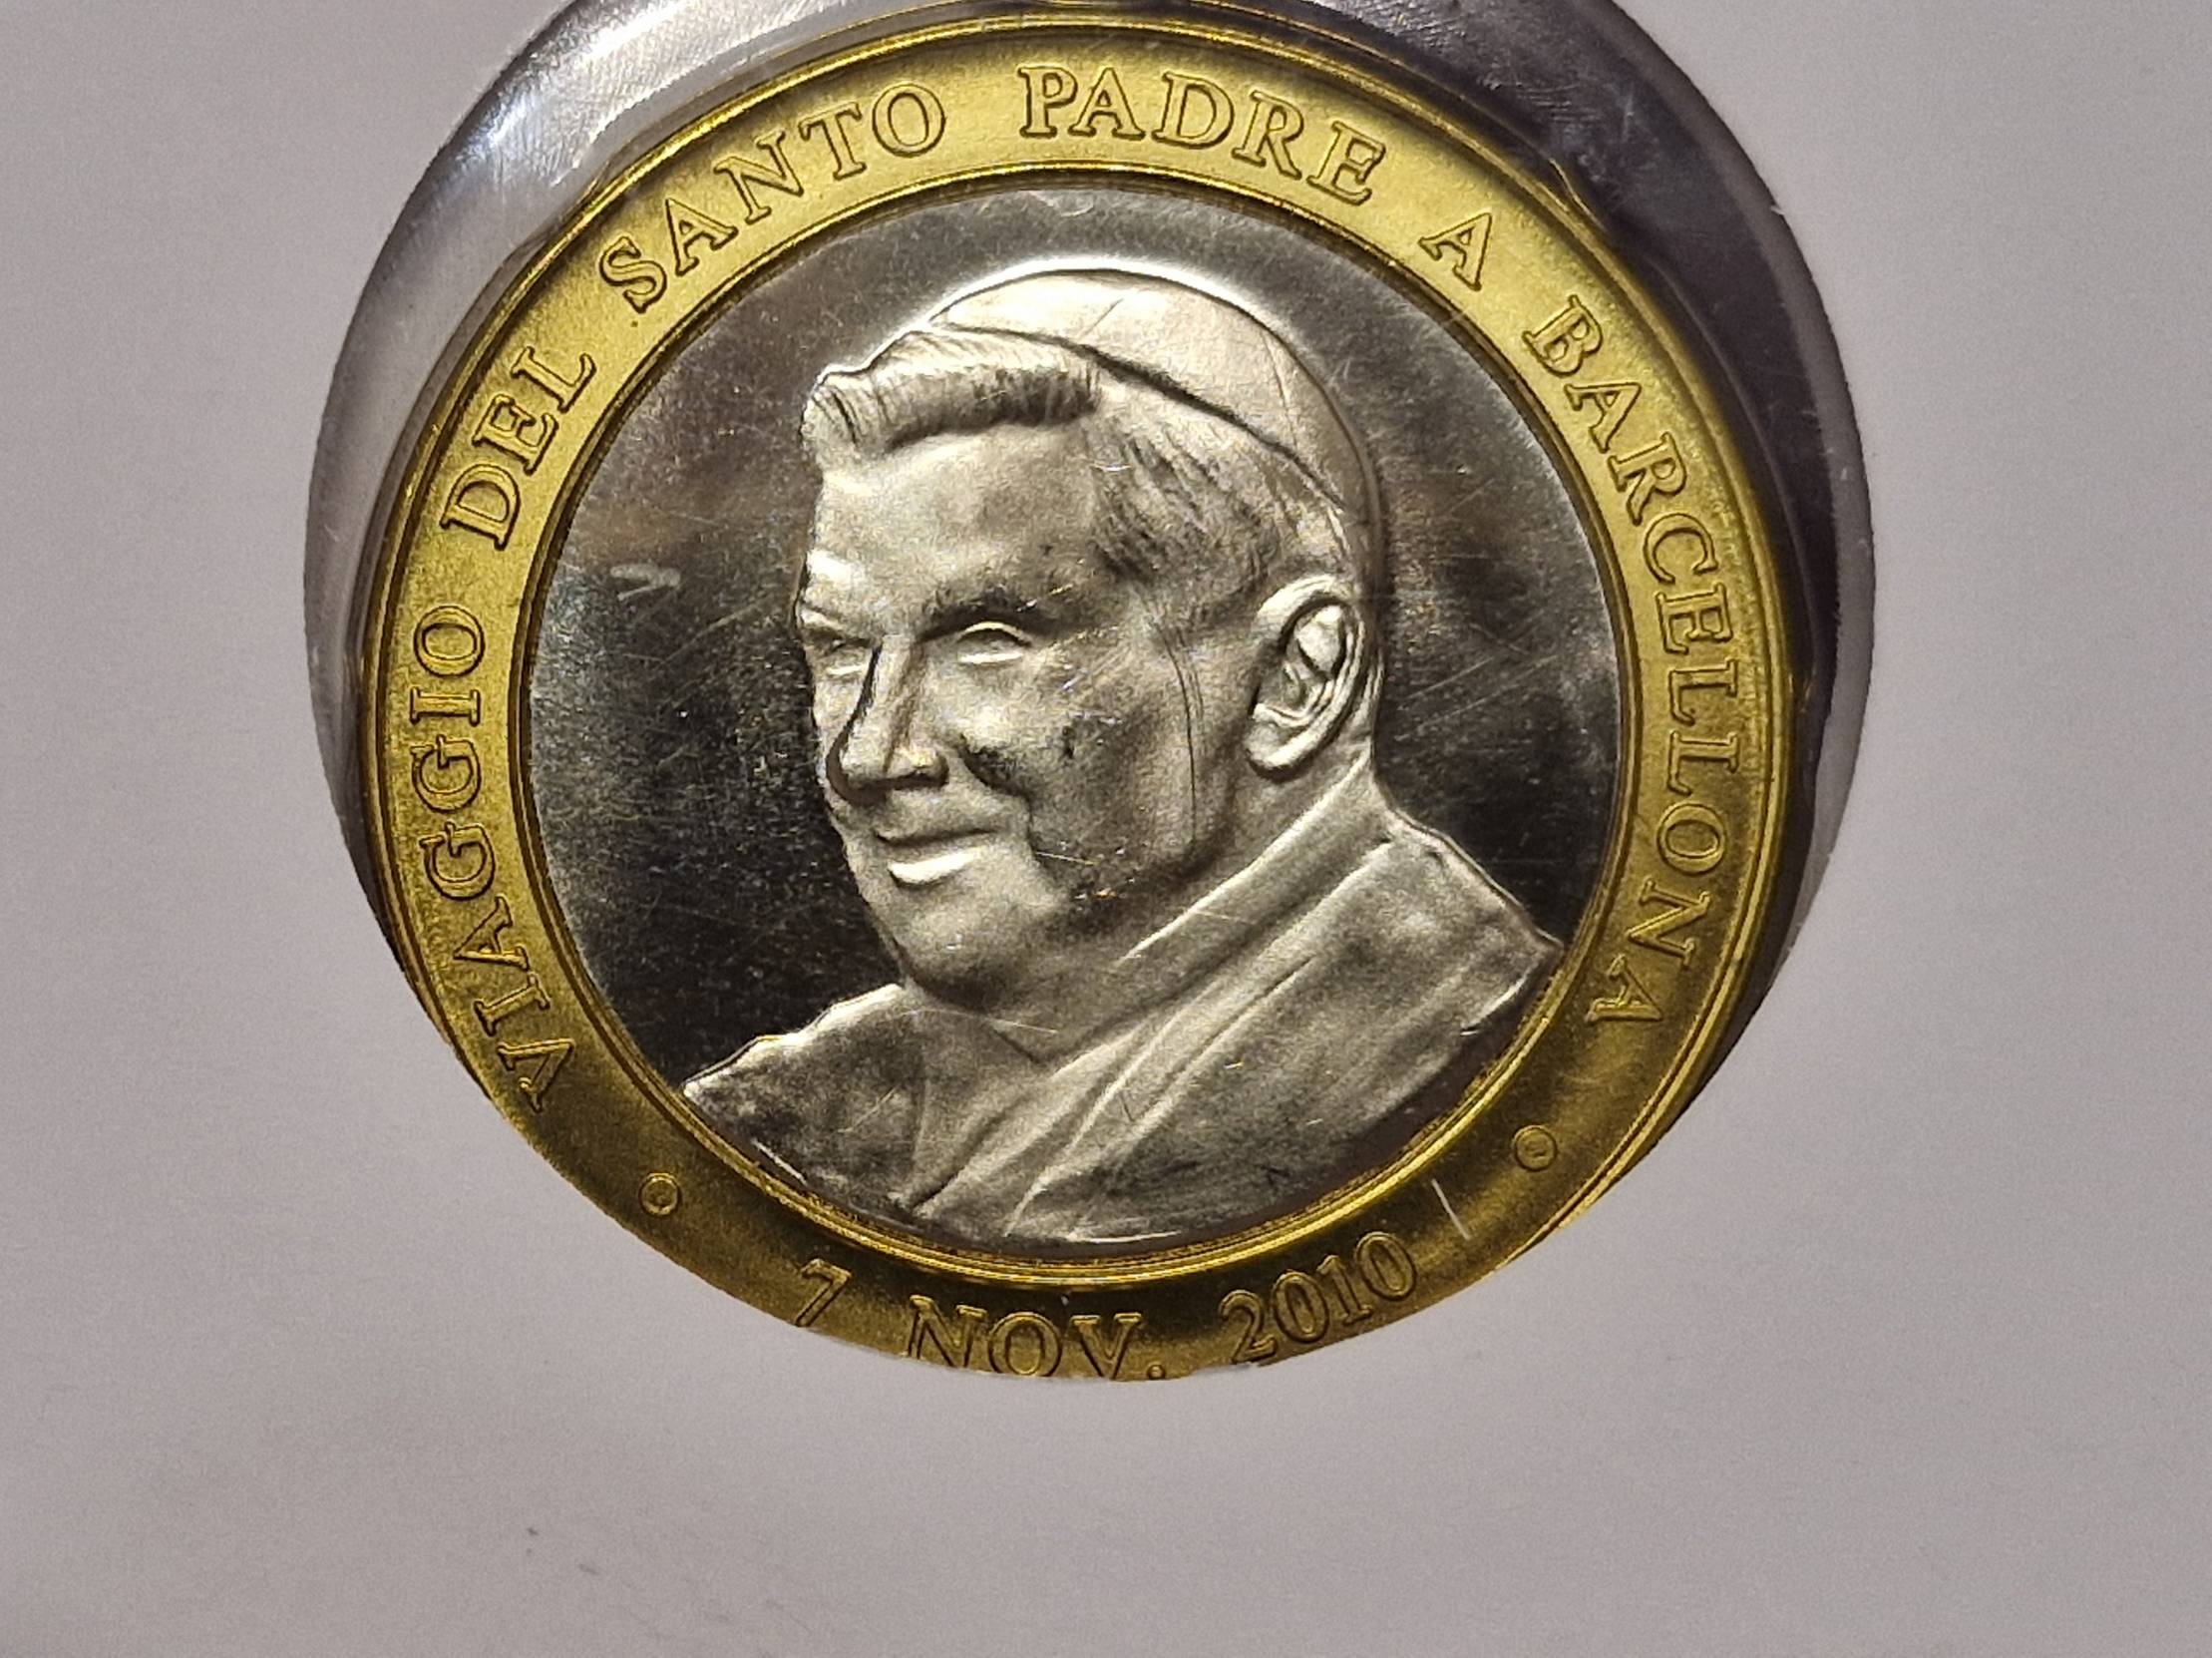 VIAGGIO DEL SANTO PADRE A BARCELLONA
7 NOV. 2010